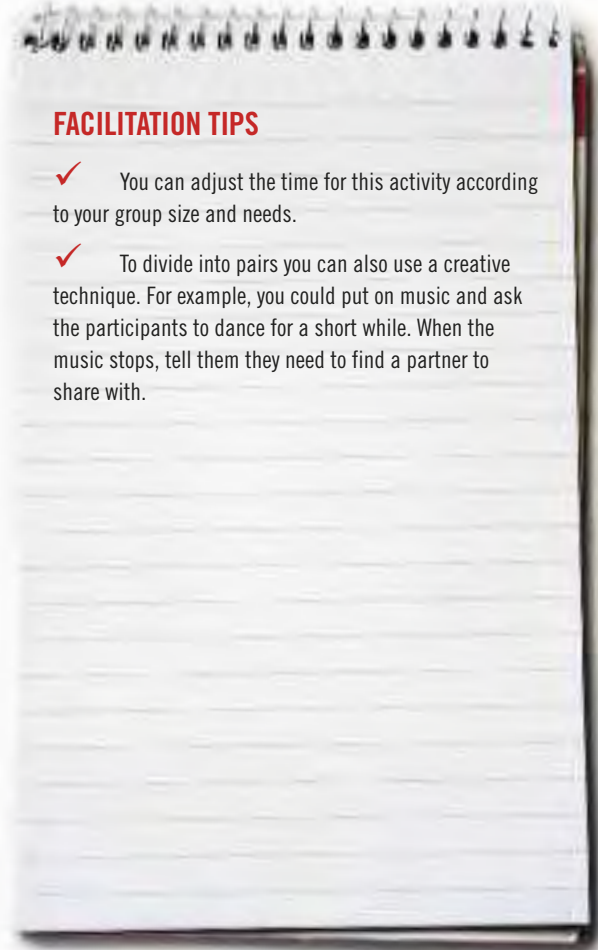 FACILITATION TIPS
✓ You can adjust the time for this activity according
to your group size and needs.
✓ To divide into pairs you can also use a creative
technique. For example, you could put on music and ask
the participants to dance for a short while. When the
music stops, tell them they need to find a partner to
share with.